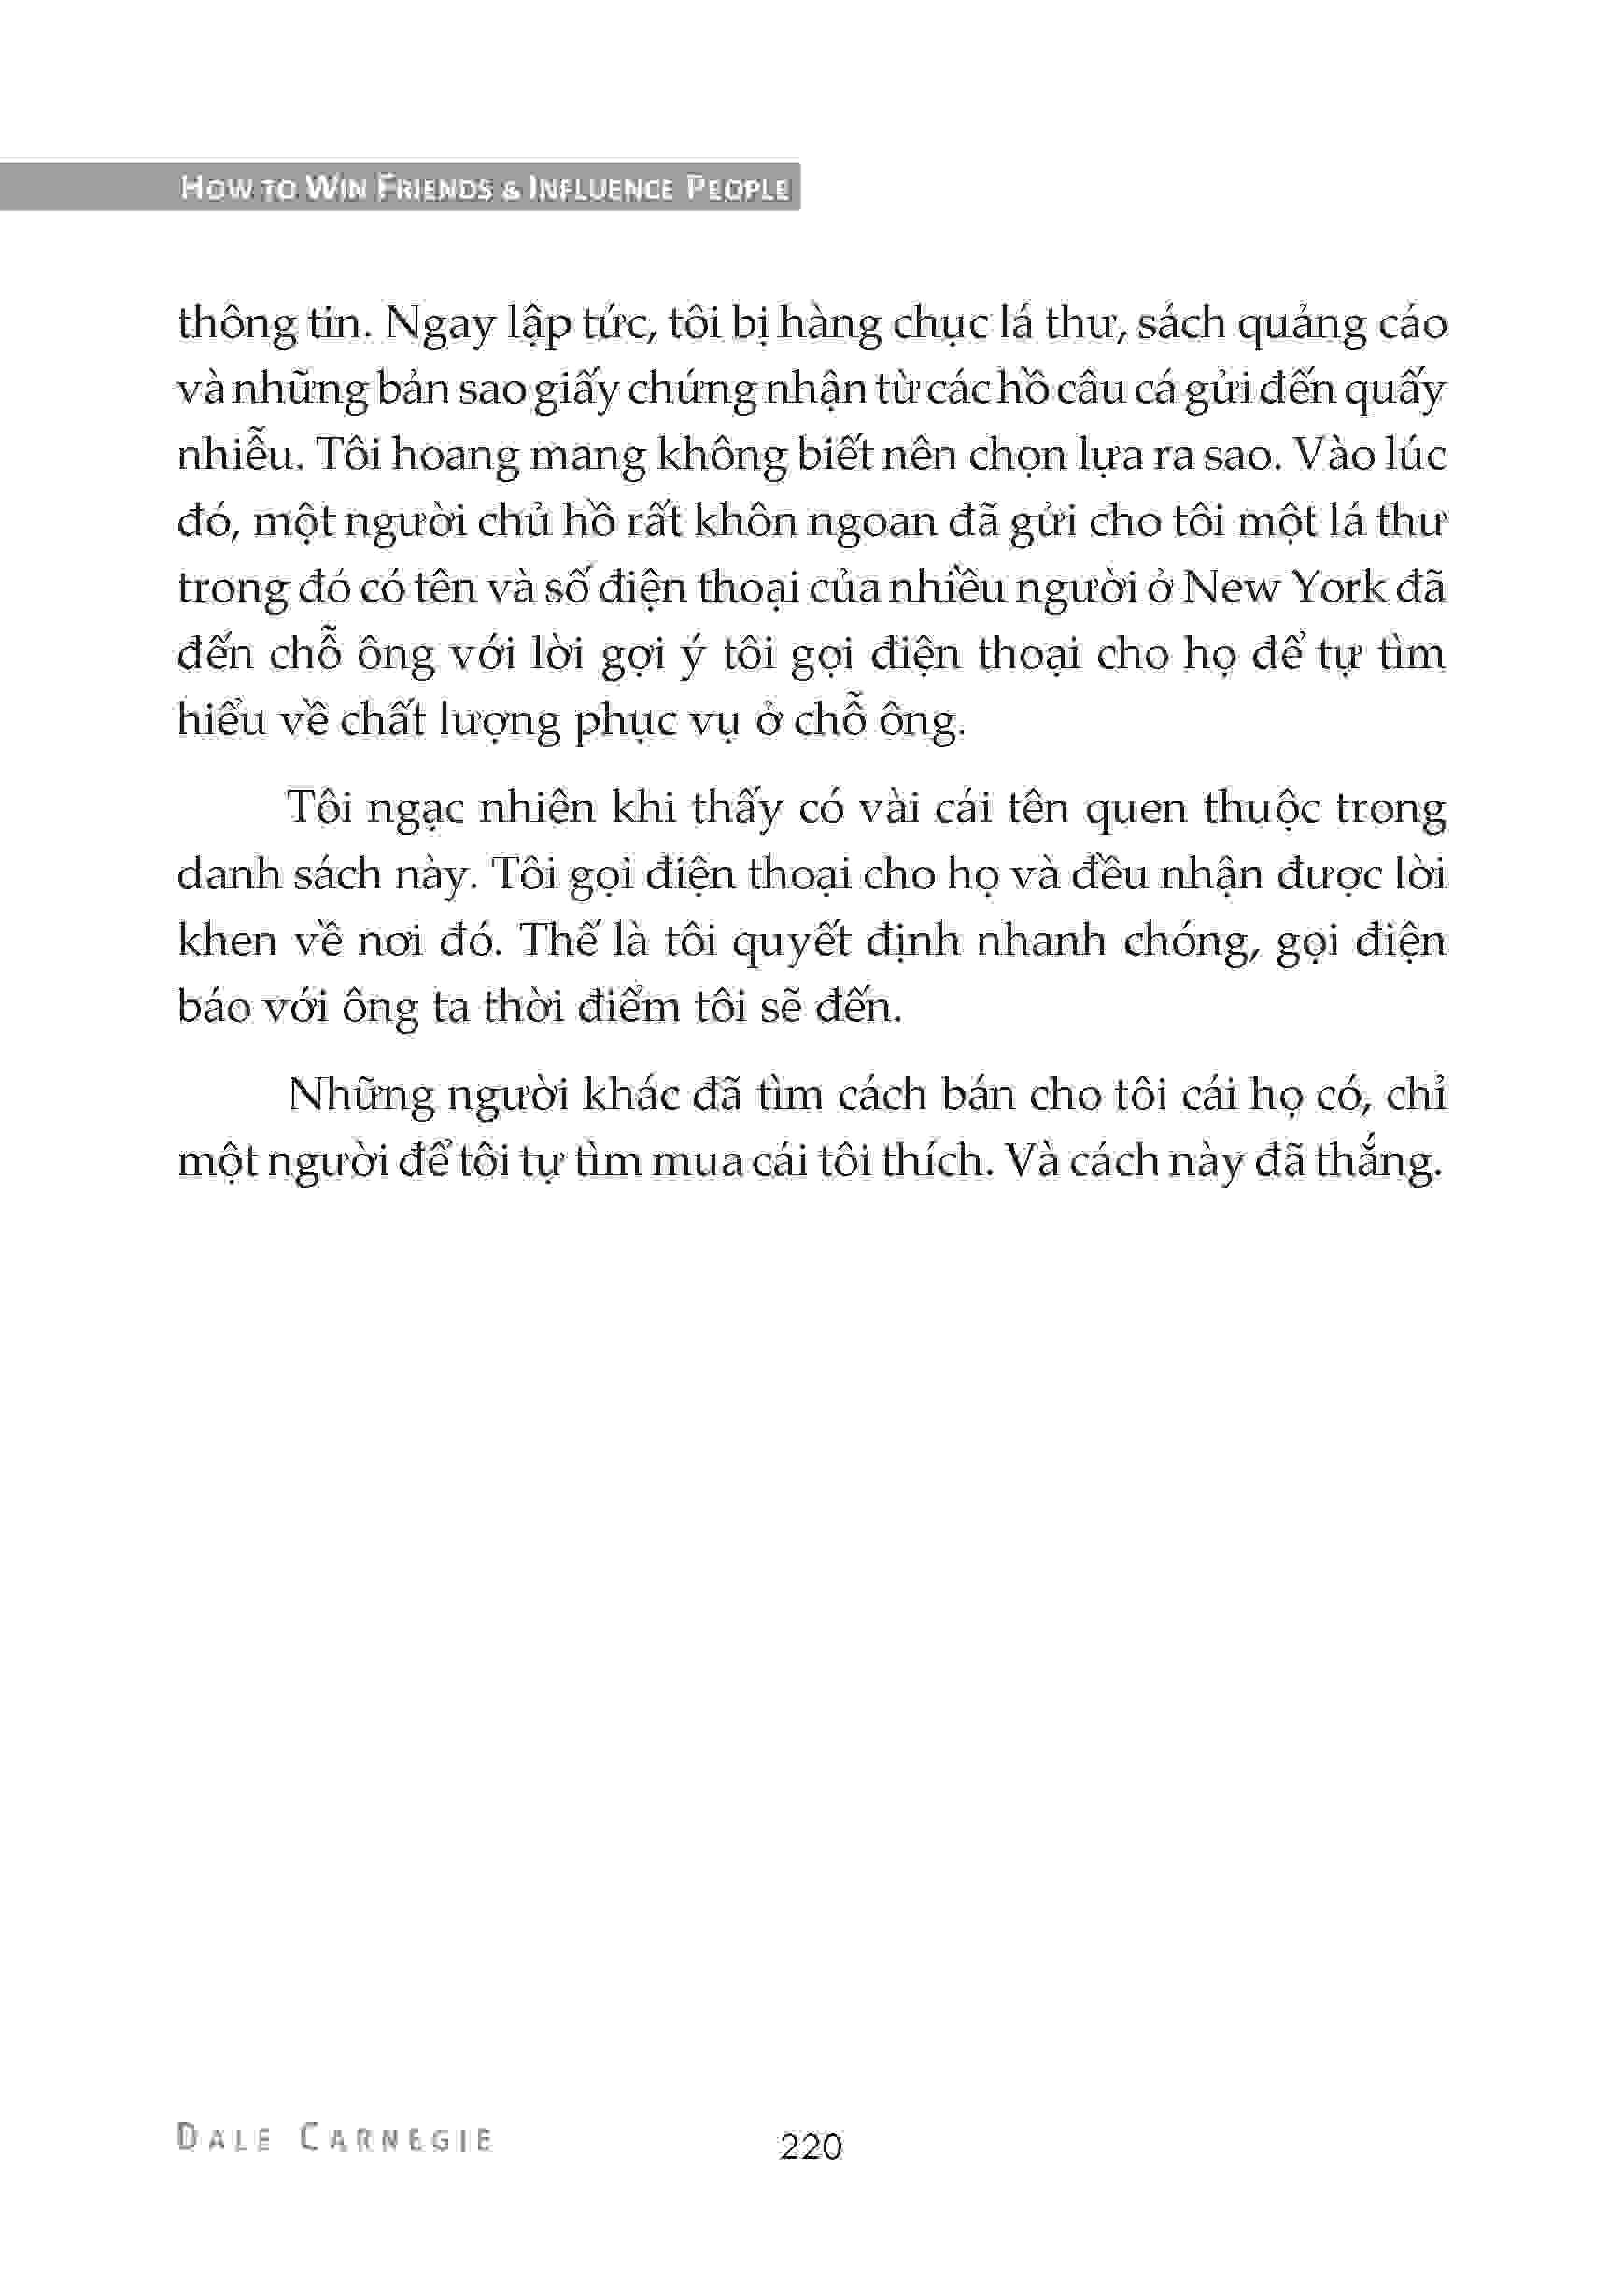 HOW TO WIN FRIENDS & INFLUENCE PEOPLE
thông tin. Ngay lập tức, tôi bị hàng chục lá thư, sách quảng cáo
và những bản sao giấy chứng nhận từ các hồ câu cá gửi đến quấy
nhiễu. Tôi hoang mang không biết nên chọn lựa ra sao. Vào lúc
đó, một người chủ hồ rất khôn ngoan đã gửi cho tôi một lá thư
trong đó có tên và số điện thoại của nhiều người ở New York đã
đến chỗ ông với lời gợi ý tôi gọi điện thoại cho họ để tự tìm
hiểu về chất lượng phục vụ ở chỗ ông.
Tôi ngạc nhiên khi thấy có vài cái tên quen thuộc trong
danh sách này. Tôi gọi điện thoại cho họ và đều nhận được lời
khen về nơi đó. Thế là tôi quyết định nhanh chóng, gọi điện
báo với ông ta thời điểm tôi sẽ đến.
Những người khác đã tìm cách bán cho tôi cái họ có, chỉ
một người để tôi tự tìm mua cái tôi thích. Và cách này đã thắng.
DALE CARNEGIE
220